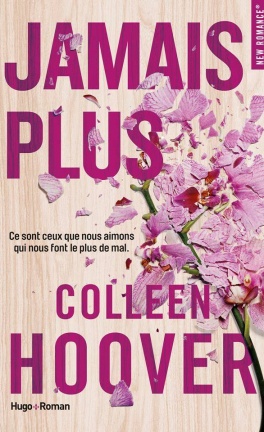 JAMAIS
PLUS
NEW ROMANCE®
Ce sont ceux que nous aimons
qui nous font le plus de mal.
COLLEEN
HOOVER
Hugo+Roman